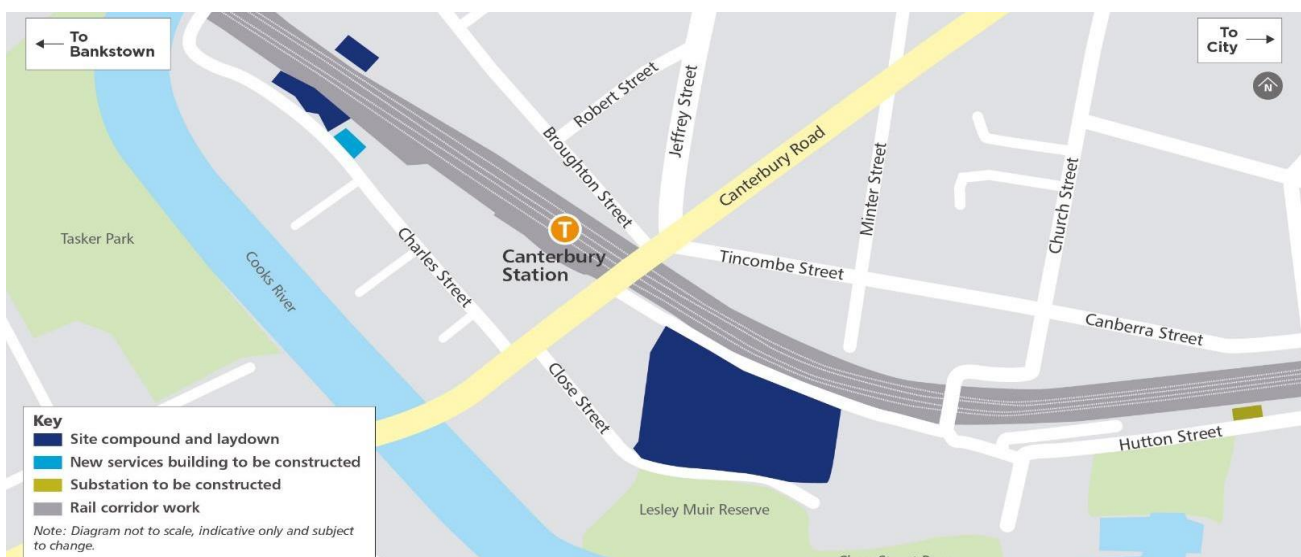 To
Bankstown
To
City
N
Robert Street
Jeffrey Street
Broughton Street
Canterbury Road
Minter Street
Church Street
Tasker Park
Cooks River
Charles Street
T
Canterbury
Station
Tincombe Street
Canberra Street
Close Street
Hutton Street
Lesley Muir Reserve
Key
Site compound and laydown
New services building to be constructed
Substation to be constructed
Rail corridor work
Note: Diagram not to scale, indicative only and subject
to change.